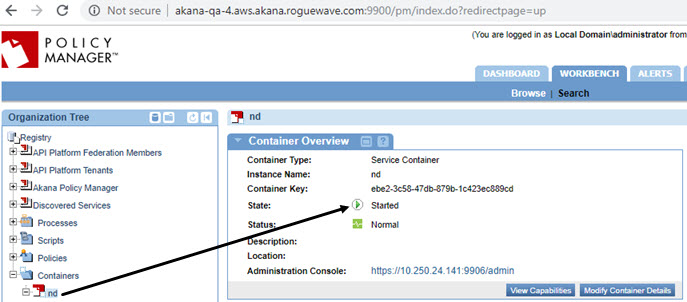 Not secure | akana-qa-4.aws.akana.roguewave.com:9900/pm/index.do?redirectpage=up
POLICY
MANAGER™
(You are logged in as Local Domain\administrator from
DASHBOARD WORKBENCH ALERTS
Browse | Search
Organization Tree
Registry
API Platform Federation Members
API Platform Tenants
Akana Policy Manager
Discovered Services
Processes
Scripts
Policies
Containers
nd
nd
Container Overview
Container Type: Service Container
Instance Name: nd
Container Key: ebe2-3c58-47db-879b-1c423ec889cd
State: Started
Status: Normal
Description:
Location:
Administration Console: https://10.250.24.141:9906/admin
View Capabilities Modify Container Details